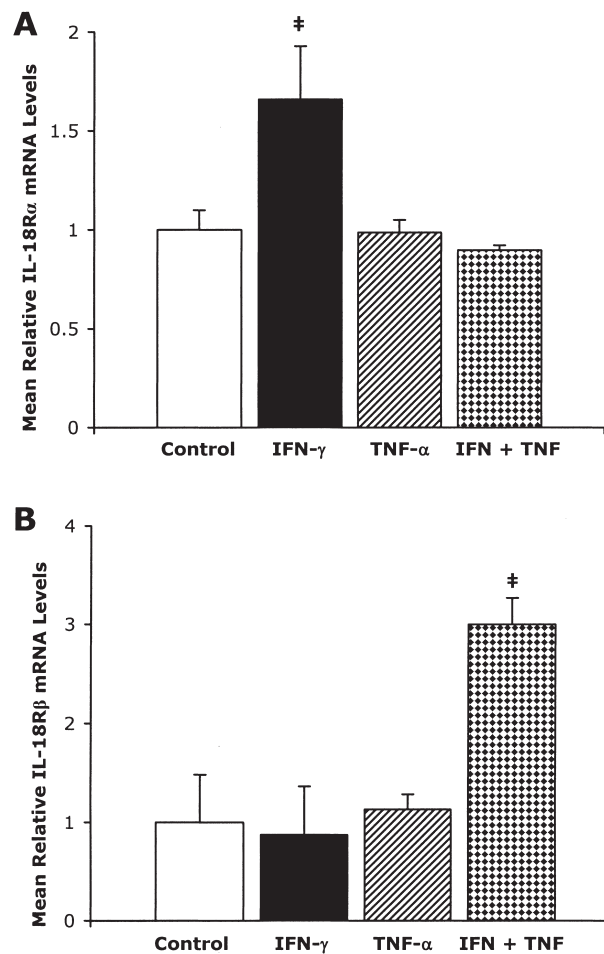 A
‡
2
1.5
1
0.5
0
Mean Relative IL-18Rα mRNA Levels
Control IFN-γ TNF-α IFN + TNF
B
‡
4
3
2
1
0
Mean Relative IL-18Rβ mRNA Levels
Control IFN-γ TNF-α IFN + TNF